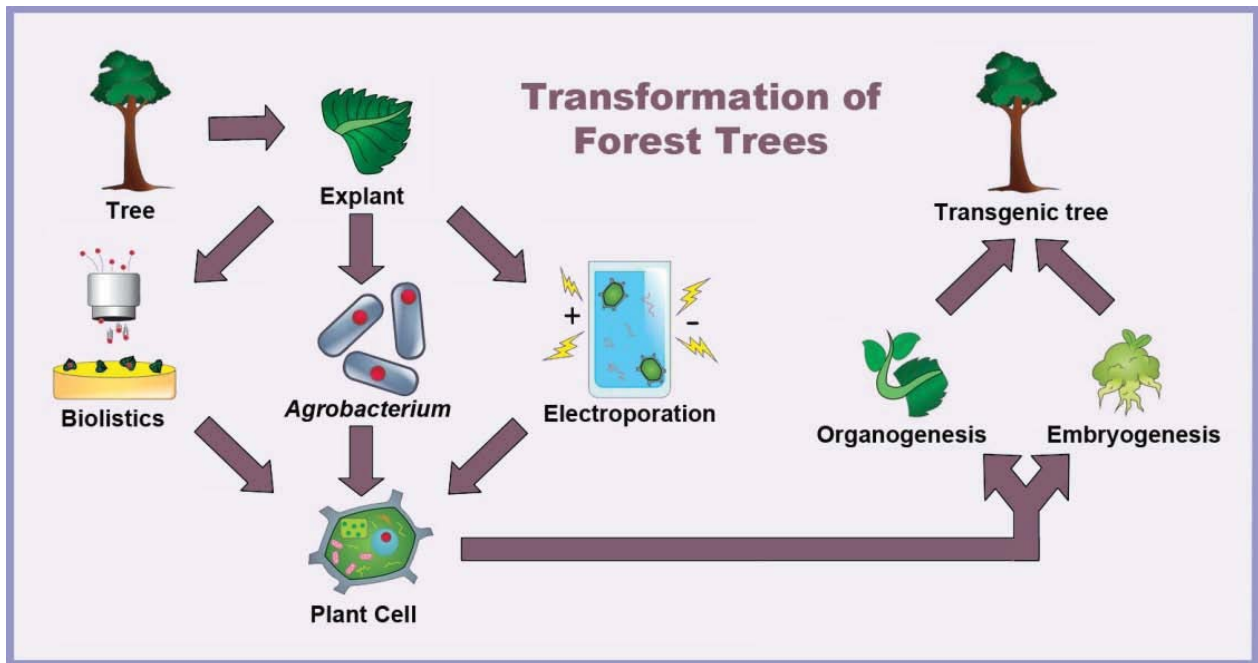 Transformation of
Forest Trees
Tree
Explant
Transgenic tree
Biolistics
Agrobacterium
+
-
Electroporation
Organogenesis
Embryogenesis
Plant Cell